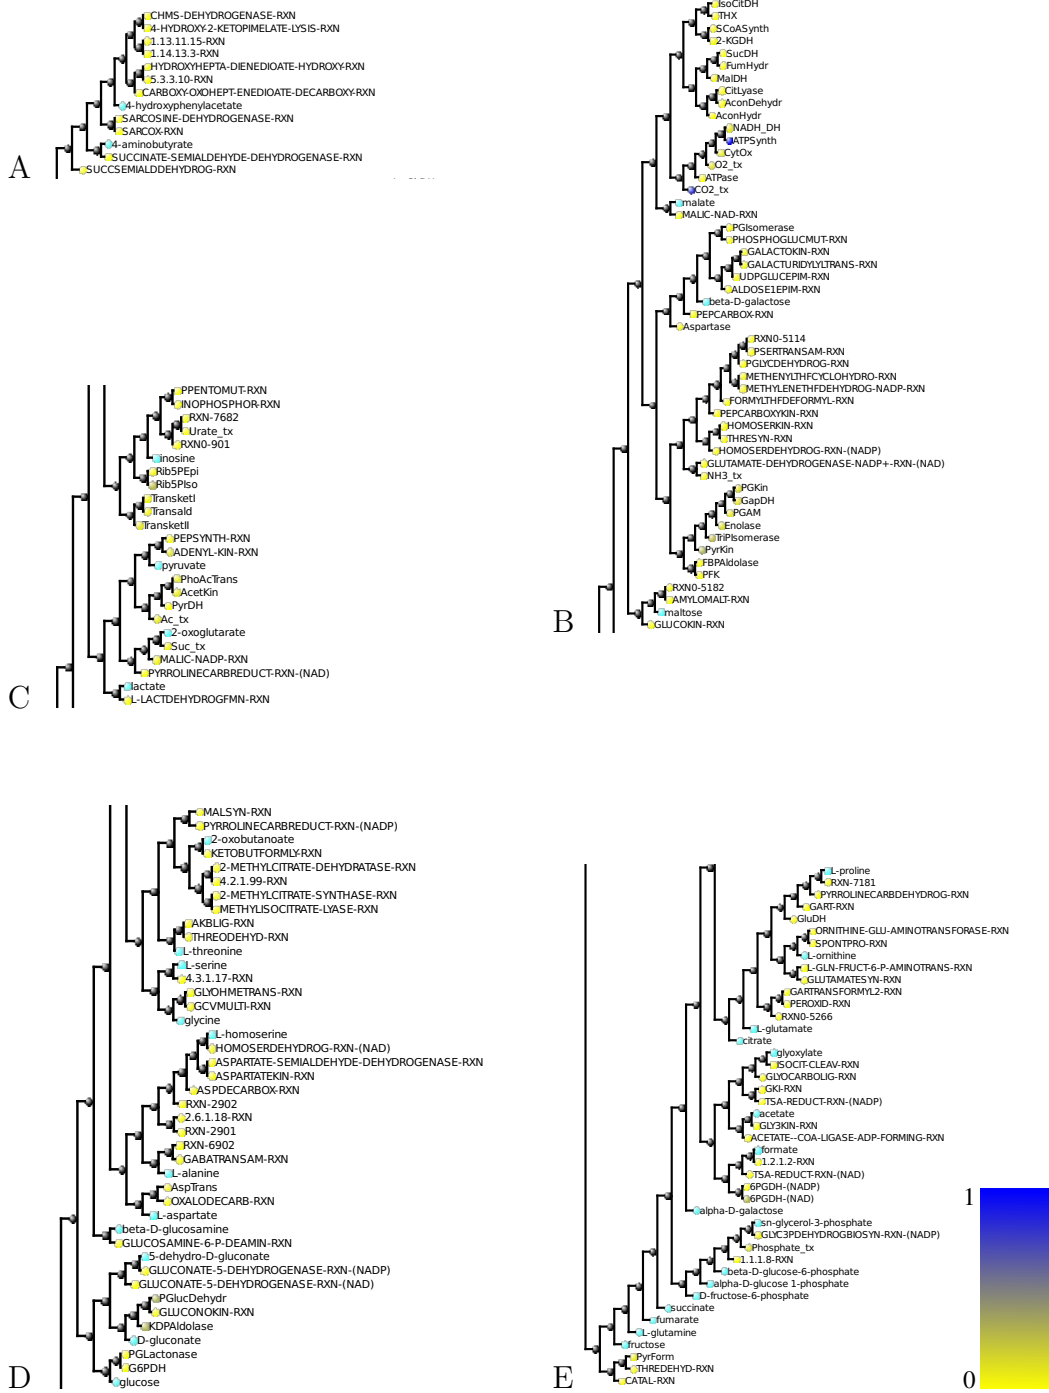 CHMS-DEHYDROGENASE-RXN
4-HYDROXY-2-KETOPIMELATE-LYSIS-RXN
1.13.11.15-RXN
1.14.13.3-RXN
HYDROXYHEPTA-DIENEDIOATE-HYDROXY-RXN
5.3.3.10-RXN
CARBOXY-OXOHEPT-ENEDIOATE-DECARBOXY-RXN
4-hydroxyphenylacetate
SARCOSINE-DEHYDROGENASE-RXN
SARCOX-RXN
4-aminobutyrate
SUCCINATE-SEMIALDEHYDE-DEHYDROGENASE-RXN
SUCCSEMIALDDEHYDROG-RXN
A
IsoCitDH
THX
SCoASynth
2-KGDH
SucDH
FumHydr
MalDH
CitLyase
AconDehydr
AconHydr
NADH_DH
ATPSynth
CytOx
O2_tx
ATPase
CO2_tx
malate
MALIC-NAD-RXN
PGIsomerase
PHOSPHOGLUCMUT-RXN
GALACTOKIN-RXN
GALACTURIDYLYLTRANS-RXN
UDPGLUCEPIM-RXN
ALDOSE1EPIM-RXN
beta-D-galactose
PEPCARBOX-RXN
Aspartase
RXN0-5114
PSERTRANSAM-RXN
PGLYCDEHYDROG-RXN
METHENYLTHFCYCLOHYDRO-RXN
METHYLENETHFDEHYDROG-NADP-RXN
FORMYLTHFDEFORMYL-RXN
PEPCARBOXYKIN-RXN
HOMOSERKIN-RXN
THRESYN-RXN
HOMOSERDEHYDROG-RXN-(NADP)
GLUTAMATE-DEHYDROGENASE-NADP+-RXN-(NAD)
NH3_tx
PGKin
GapDH
PGAM
Enolase
TriPIsomerase
PyrKin
FBPAldolase
PFK
RXN0-5182
AMYLOMALT-RXN
maltose
GLUCOKIN-RXN
B
PPENTOMUT-RXN
INOPHOSPHOR-RXN
RXN-7682
Urate_tx
RXN0-901
inosine
Rib5PEpi
Rib5PIso
TransketI
Transald
TransketII
PEPSYNTH-RXN
ADENYL-KIN-RXN
pyruvate
PhoAcTrans
AcetKin
PyrDH
Ac_tx
2-oxoglutarate
Suc_tx
MALIC-NADP-RXN
PYRROLINECARBREDUCT-RXN-(NAD)
lactate
L-LACTDEHYDROGFMN-RXN
C
MALSYN-RXN
PYRROLINECARBREDUCT-RXN-(NADP)
2-oxobutanoate
KETOBUTFORMLY-RXN
2-METHYLCITRATE-DEHYDRATASE-RXN
4.2.1.99-RXN
2-METHYLCITRATE-SYNTHASE-RXN
METHYLISOCITRATE-LYASE-RXN
AKBLIG-RXN
THREODEHYD-RXN
L-threonine
L-serine
4.3.1.17-RXN
GLYOHMETRANS-RXN
GCVMULTI-RXN
glycine
L-homoserine
HOMOSERDEHYDROG-RXN-(NAD)
ASPARTATE-SEMIALDEHYDE-DEHYDROGENASE-RXN
ASPARTATEKIN-RXN
ASPDECARBOX-RXN
RXN-2902
2.6.1.18-RXN
RXN-2901
RXN-6902
GABATRANSAM-RXN
L-alanine
AspTrans
OXALODECARB-RXN
L-aspartate
beta-D-glucosamine
GLUCOSAMINE-6-P-DEAMIN-RXN
5-dehydro-D-gluconate
GLUCONATE-5-DEHYDROGENASE-RXN-(NADP)
GLUCONATE-5-DEHYDROGENASE-RXN-(NAD)
PGlucDehydr
GLUCONOKIN-RXN
KDPAldolase
D-gluconate
PGLactonase
G6PDH
glucose
D
L-proline
RXN-7181
PYRROLINECARBDEHYDROG-RXN
GART-RXN
GluDH
ORNITHINE-GLU-AMINOTRANSFORASE-RXN
SPONTPRO-RXN
L-ornithine
L-GLN-FRUCT-6-P-AMINOTRANS-RXN
GLUTAMATESYN-RXN
GARTRANSFORMYL2-RXN
PEROXID-RXN
RXN0-5266
L-glutamate
citrate
glyoxylate
ISOCIT-CLEAV-RXN
GLYOCARBOLIG-RXN
GKI-RXN
TSA-REDUCT-RXN-(NADP)
acetate
GLY3KIN-RXN
ACETATE--COA-LIGASE-ADP-FORMING-RXN
formate
1.2.1.2-RXN
TSA-REDUCT-RXN-(NAD)
6PGDH-(NADP)
6PGDH-(NAD)
alpha-D-galactose
sn-glycerol-3-phosphate
GLYC3PDEHYDROGBIOSYN-RXN-(NADP)
Phosphate_tx
1.1.1.8-RXN
beta-D-glucose-6-phosphate
alpha-D-glucose 1-phosphate
D-fructose-6-phosphate
succinate
fumarate
L-glutamine
fructose
PyrForm
THREDEHYD-RXN
CATAL-RXN
E
1
0